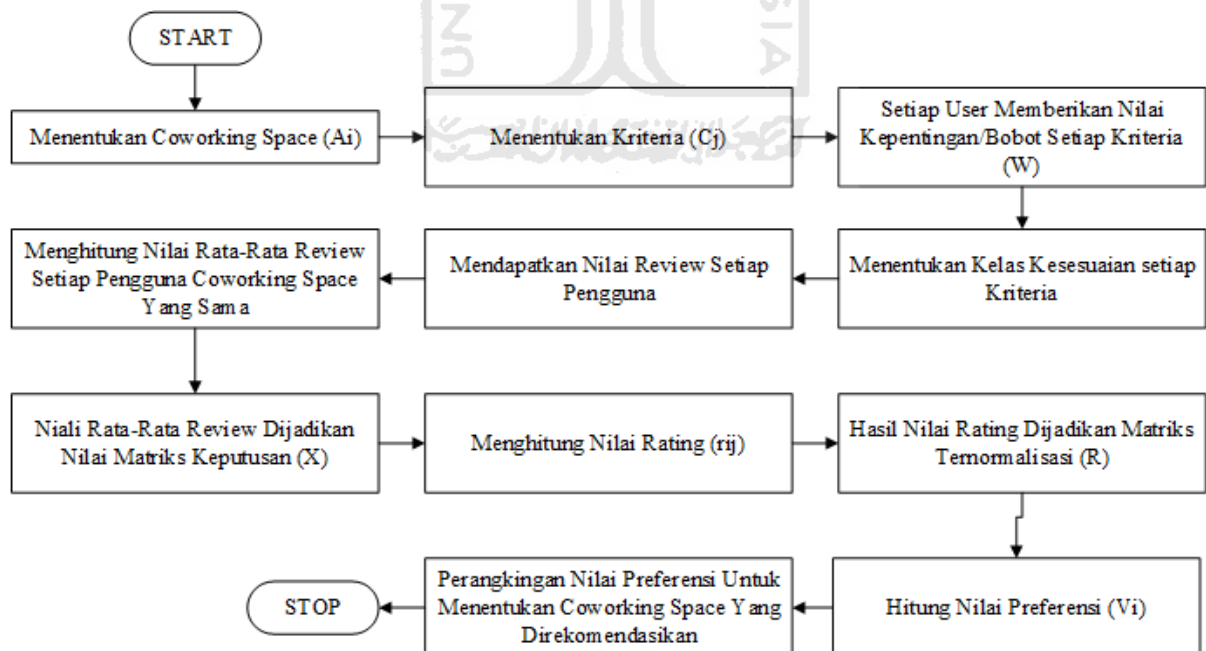 START
Menentukan Coworking Space (Ai)
Menentukan Kriteria (Cj)
Setiap User Memberikan Nilai
Kepentingan/Bobot Setiap Kriteria
(W)
Menentukan Kelas Kesesuaian setiap
Kriteria
Mendapatkan Nilai Review Setiap
Pengguna
Menghitung Nilai Rata-Rata Review
Setiap Pengguna Coworking Space
Yang Sama
Niali Rata-Rata Review Dijadikan
Nilai Matriks Keputusan (X)
Menghitung Nilai Rating (rij)
Hasil Nilai Rating Dijadikan Matriks
Ternormalisasi (R)
Hitung Nilai Preferensi (Vi)
Perangkingan Nilai Preferensi Untuk
Menentukan Coworking Space Yang
Direkomendasikan
STOP